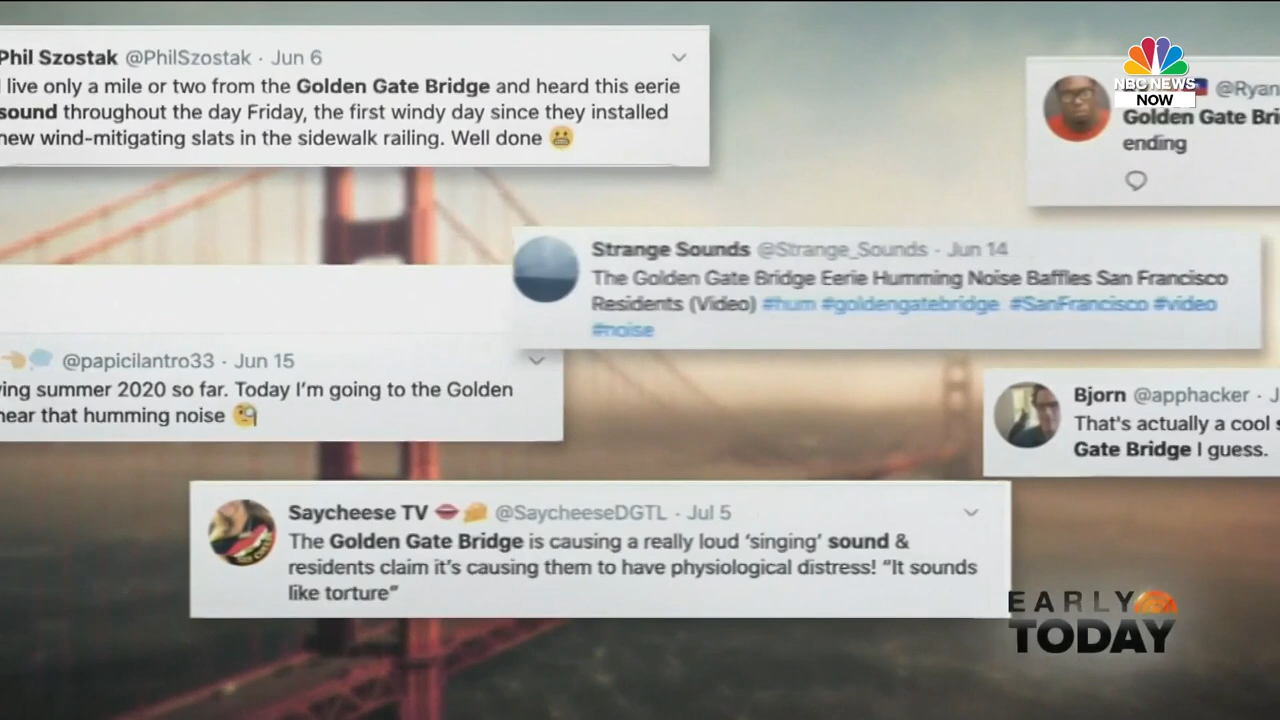 Phil Szostak @PhilSzostak · Jun 6
I live only a mile or two from the Golden Gate Bridge and heard this eerie
sound throughout the day Friday, the first windy day since they installed
new wind-mitigating slats in the sidewalk railing. Well done 😬
NBC NEWS
NOW
@Ryan
Golden Gate Bri
ending
Strange Sounds @Strange_Sounds · Jun 14
The Golden Gate Bridge Eerie Humming Noise Baffles San Francisco
Residents (Video) #hum #goldengatebridge #SanFrancisco #video
#noise
@papicilantro33 · Jun 15
ing summer 2020 so far. Today I'm going to the Golden
hear that humming noise 🧐
Bjorn @apphacker · J
That's actually a cool s
Gate Bridge I guess.
Saycheese TV 👄🧀 @SaycheeseDGTL · Jul 5
The Golden Gate Bridge is causing a really loud ‘singing’ sound &
residents claim it's causing them to have physiological distress! “It sounds
like torture”
EARLY
TODAY